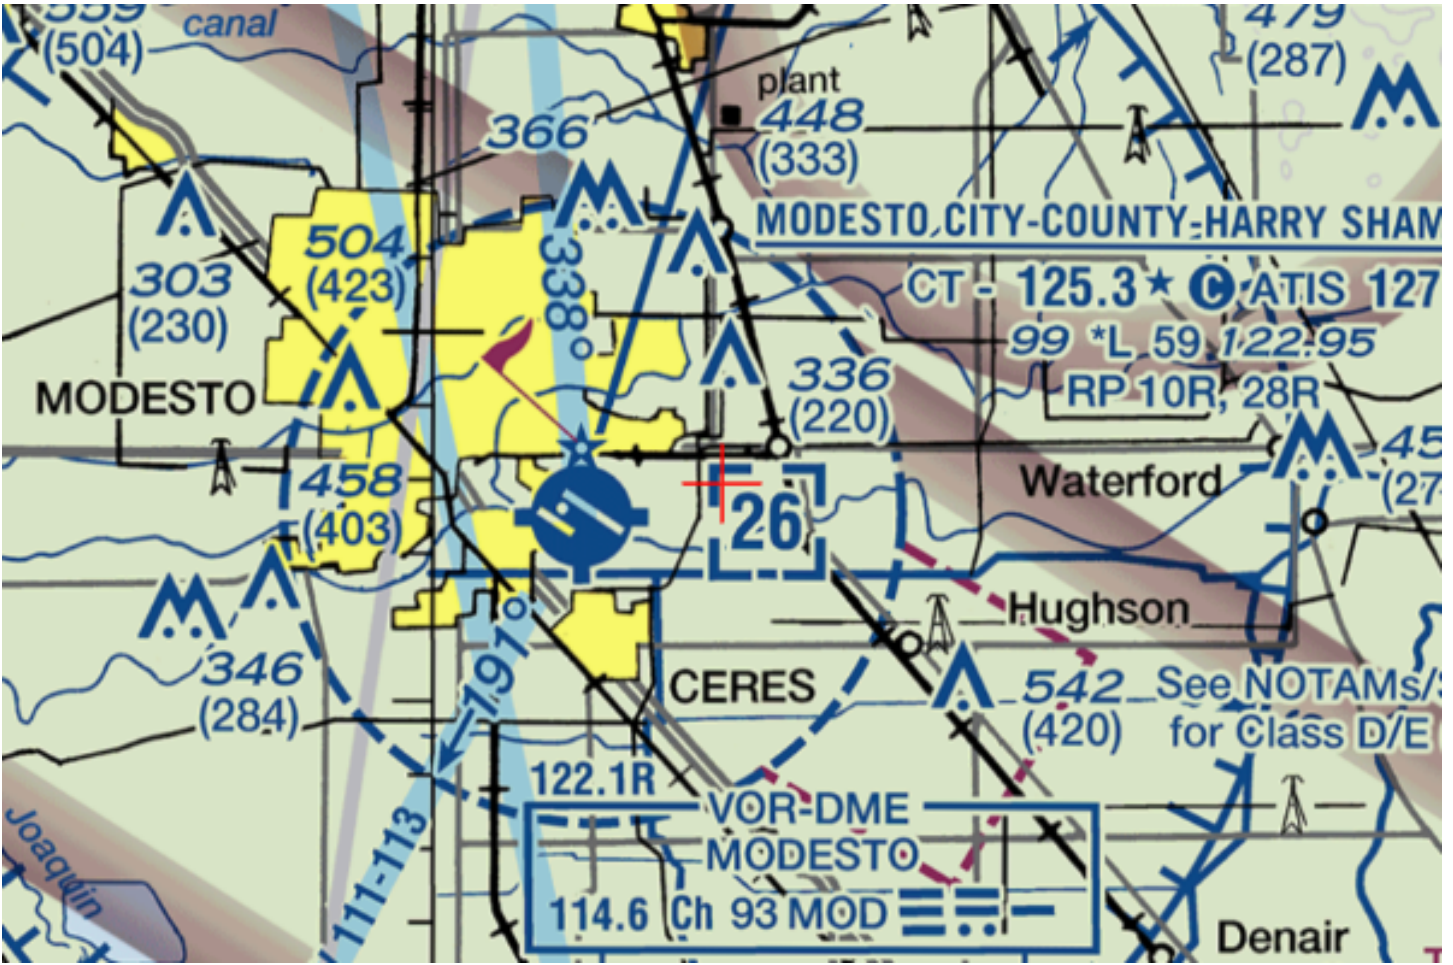 559
(504)
canal
479
(287)
plant
448
(333)
366
MODESTO CITY-COUNTY-HARRY SHAM
CT - 125.3 ★ C ATIS 127
99 *L 59 122.95
RP 10R, 28R
504
(423)
338°
303
(230)
336
(220)
MODESTO
45
(27
Waterford
458
(403)
26
Hughson
346
(284)
191°
CERES
542
(420)
See NOTAMs/S
for Class D/E
122.1R
VOR-DME
MODESTO
114.6 Ch 93 MOD
111-113
Joaquin
Denair